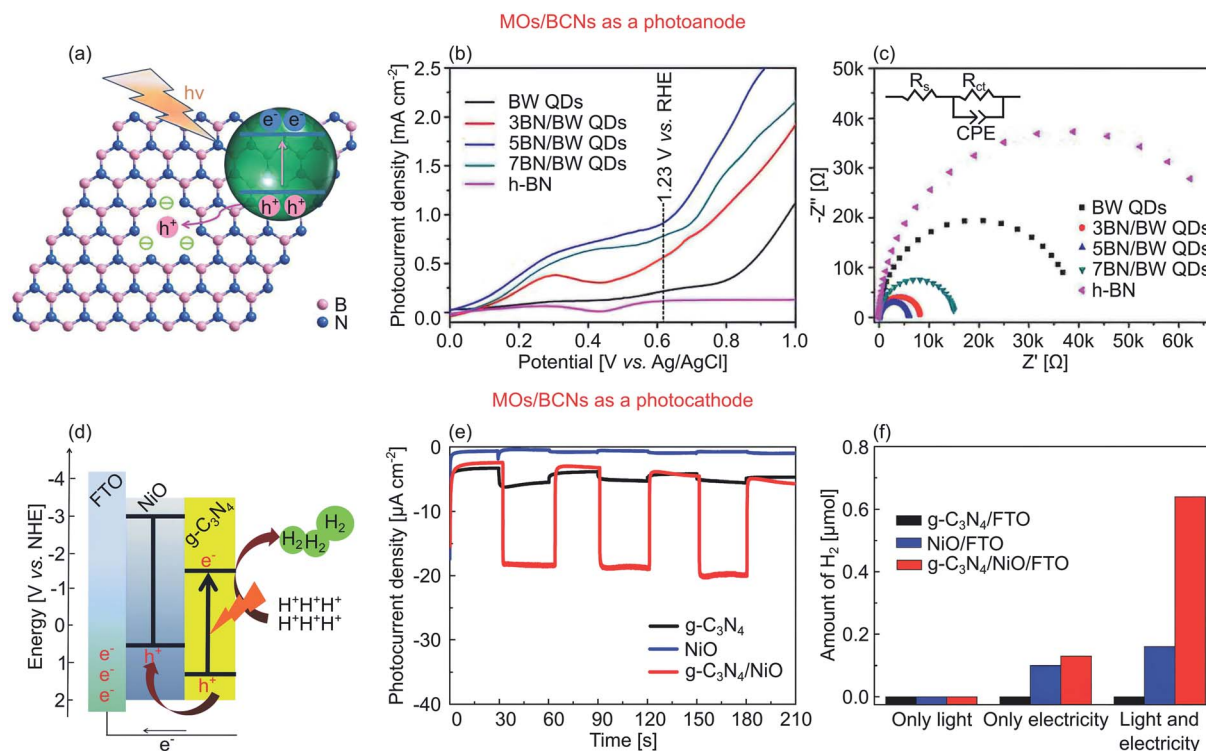 MOs/BCNs as a photoanode
(a)
hν
e⁻ e⁻
h⁺ h⁺
h⁺
B
N
(b)
Photocurrent density [mA cm⁻²]
2.5
2.0
1.5
1.0
0.5
0.0
BW QDs
3BN/BW QDs
5BN/BW QDs
7BN/BW QDs
h-BN
1.23 V vs. RHE
0.0 0.2 0.4 0.6 0.8 1.0
Potential [V vs. Ag/AgCl]
(c)
-Z'' [Ω]
50k
40k
30k
20k
10k
0
Rs
Rct
CPE
BW QDs
3BN/BW QDs
5BN/BW QDs
7BN/BW QDs
h-BN
0 10k 20k 30k 40k 50k 60k
Z' [Ω]
MOs/BCNs as a photocathode
(d)
Energy [V vs. NHE]
-4
-3
-2
-1
0
1
2
FTO
NiO
g-C₃N₄
e⁻
e⁻
e⁻
e⁻
h⁺
h⁺
H₂ H₂ H₂
H⁺H⁺H⁺
H⁺H⁺H⁺
e⁻
(e)
Photocurrent density [µA cm⁻²]
0
-10
-20
-30
-40
g-C₃N₄
NiO
g-C₃N₄/NiO
0 30 60 90 120 150 180 210
Time [s]
(f)
Amount of H₂ [µmol]
0.8
0.6
0.4
0.2
0.0
g-C₃N₄/FTO
NiO/FTO
g-C₃N₄/NiO/FTO
Only light Only electricity Light and
electricity